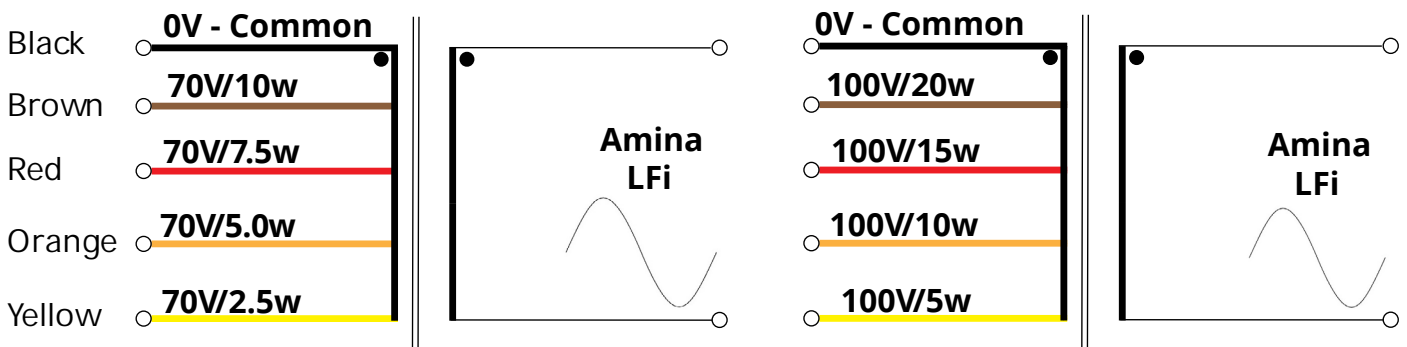 Black
0V - Common
Brown
70V/10w
Red
70V/7.5w
Orange
70V/5.0w
Yellow
70V/2.5w
Amina
LFi
0V - Common
100V/20w
100V/15w
100V/10w
100V/5w
Amina
LFi